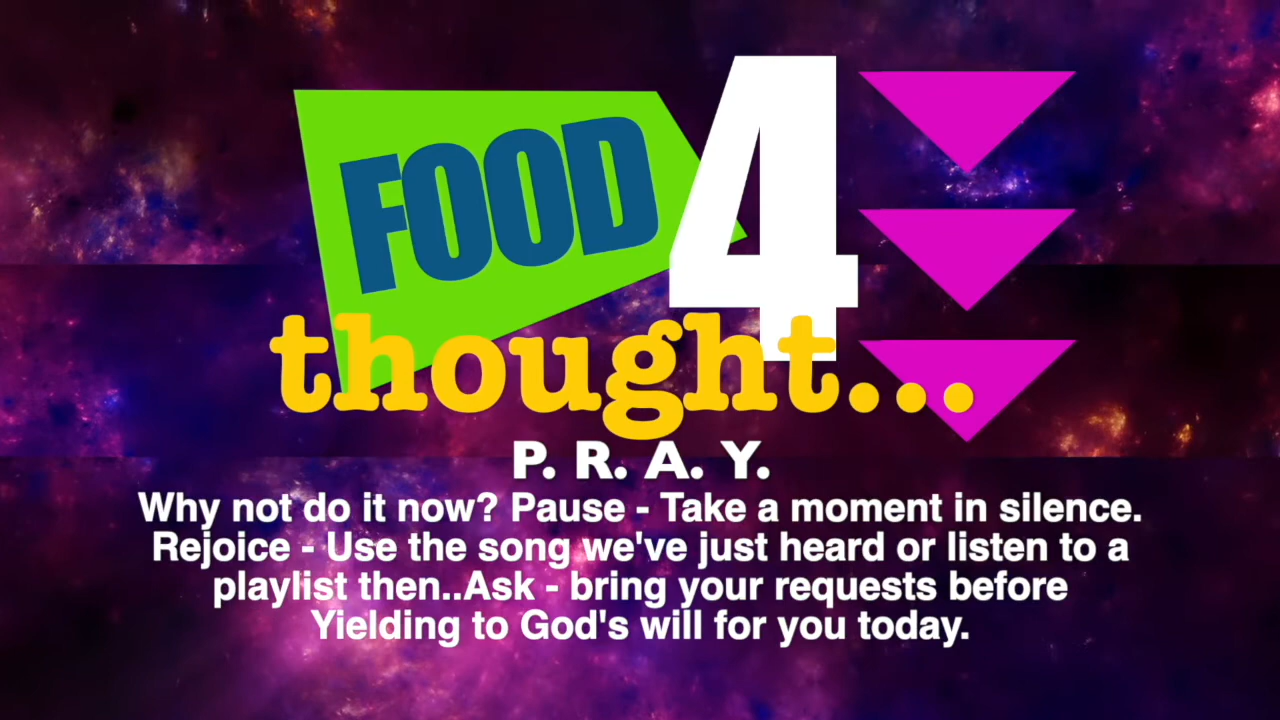 FOOD 4
thought...
P. R. A. Y.
Why not do it now? Pause - Take a moment in silence.
Rejoice - Use the song we've just heard or listen to a
playlist then..Ask - bring your requests before
Yielding to God's will for you today.